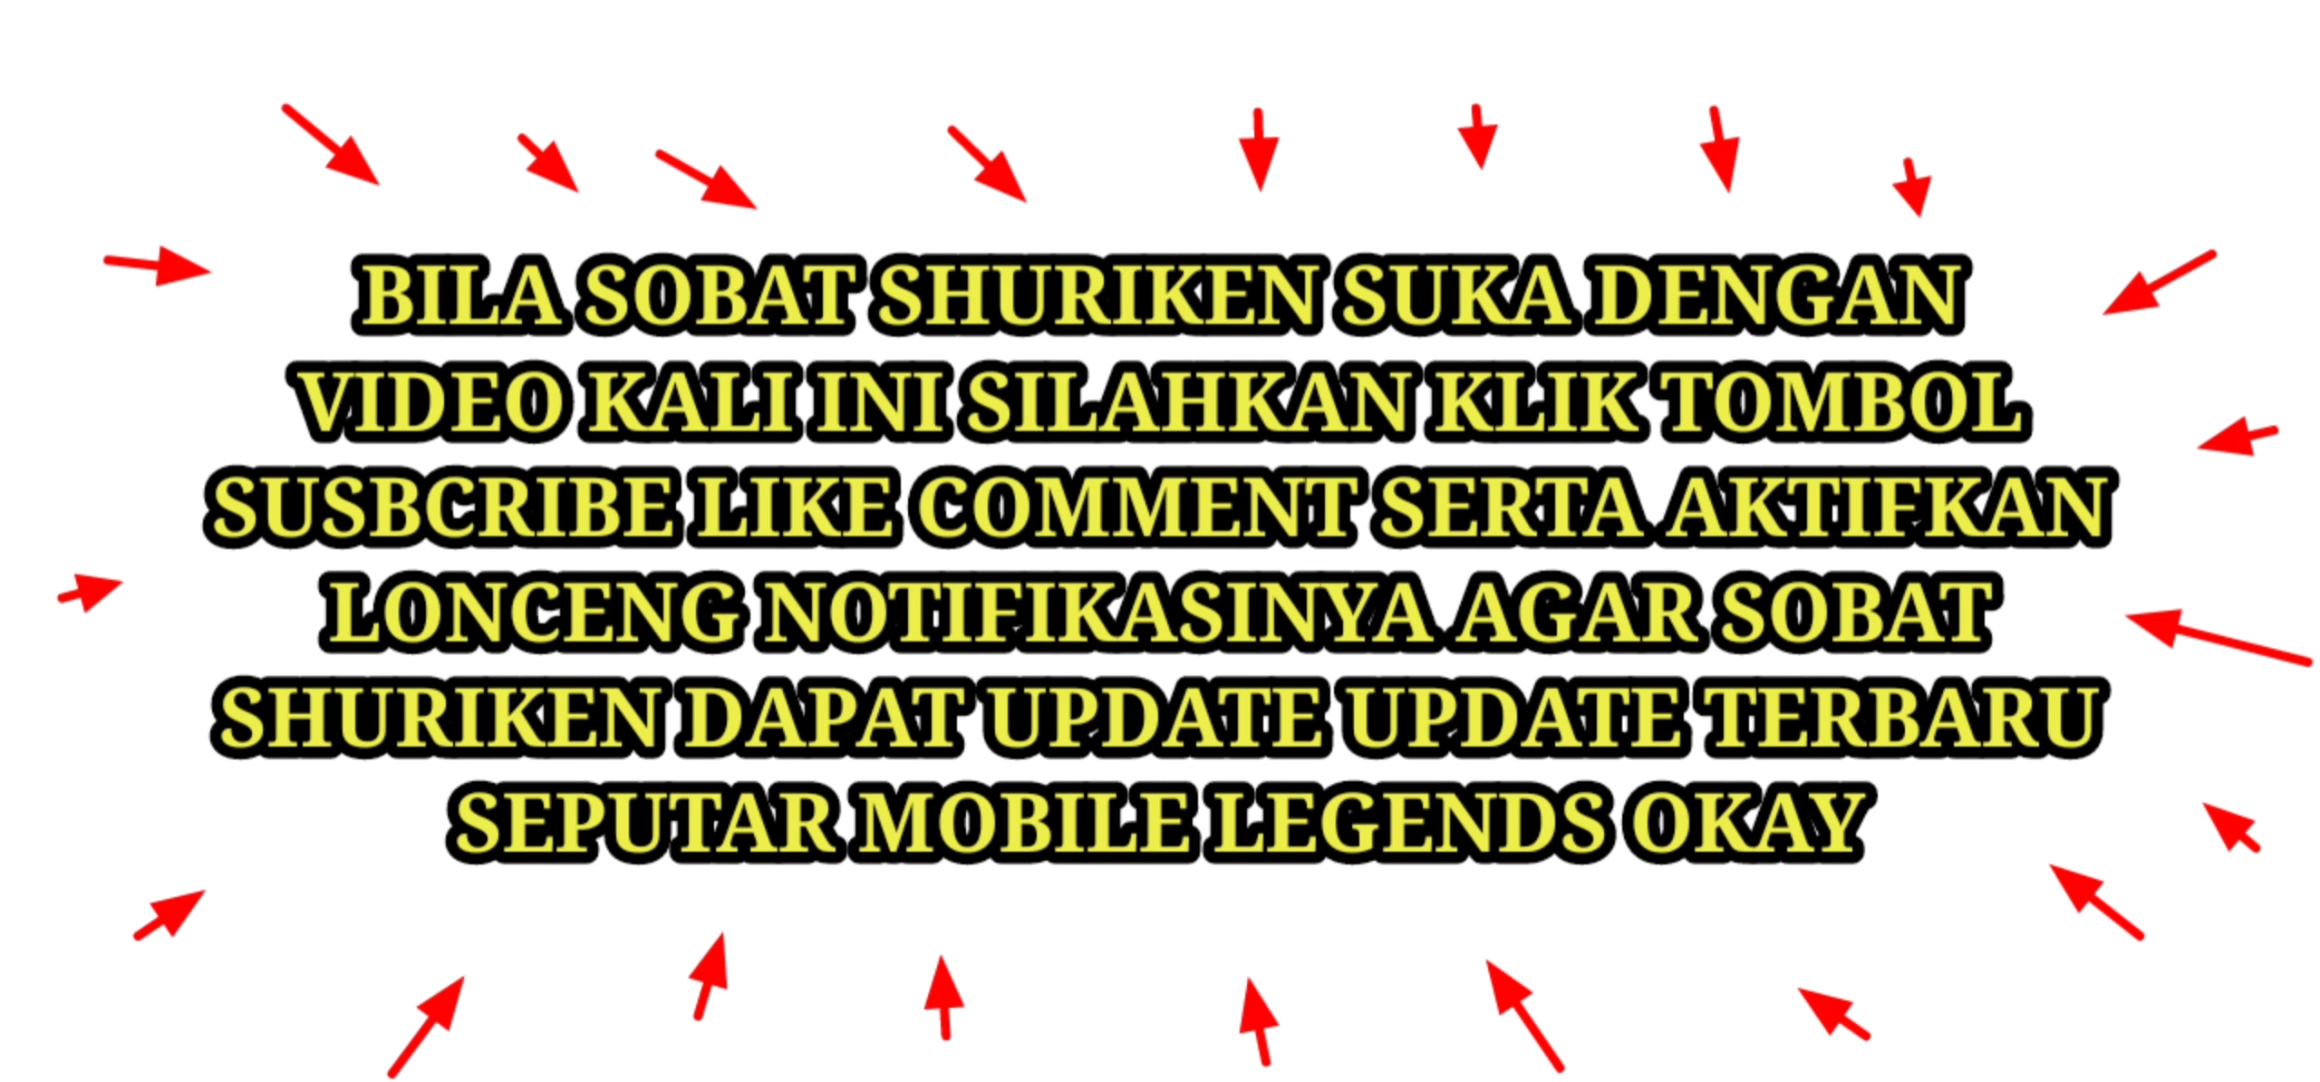 BILA SOBAT SHURIKEN SUKA DENGAN
VIDEO KALI INI SILAHKAN KLIK TOMBOL
SUSBCRIBE LIKE COMMENT SERTA AKTIFKAN
LONCENG NOTIFIKASINYA AGAR SOBAT
SHURIKEN DAPAT UPDATE UPDATE TERBARU
SEPUTAR MOBILE LEGENDS OKAY